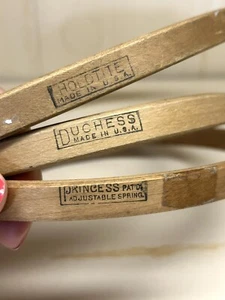 HOLDTITE
MADE IN U.S.A.
DUCHESS
MADE IN U.S.A.
PRINCESS PAT'D.
ADJUSTABLE SPRING.